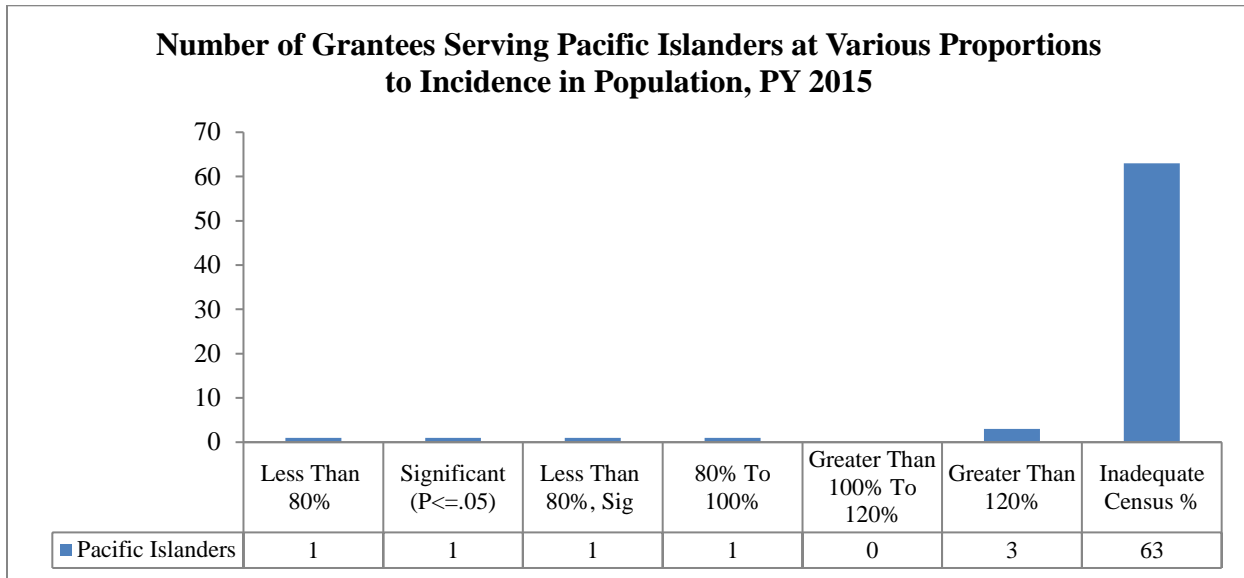 Number of Grantees Serving Pacific Islanders at Various Proportions
to Incidence in Population, PY 2015
70
60
50
40
30
20
10
0
Less Than
80%
Significant
(P<=.05)
Less Than
80%, Sig
80% To
100%
Greater Than
100% To
120%
Greater Than
120%
Inadequate
Census %
Pacific Islanders 1 1 1 1 0 3 63